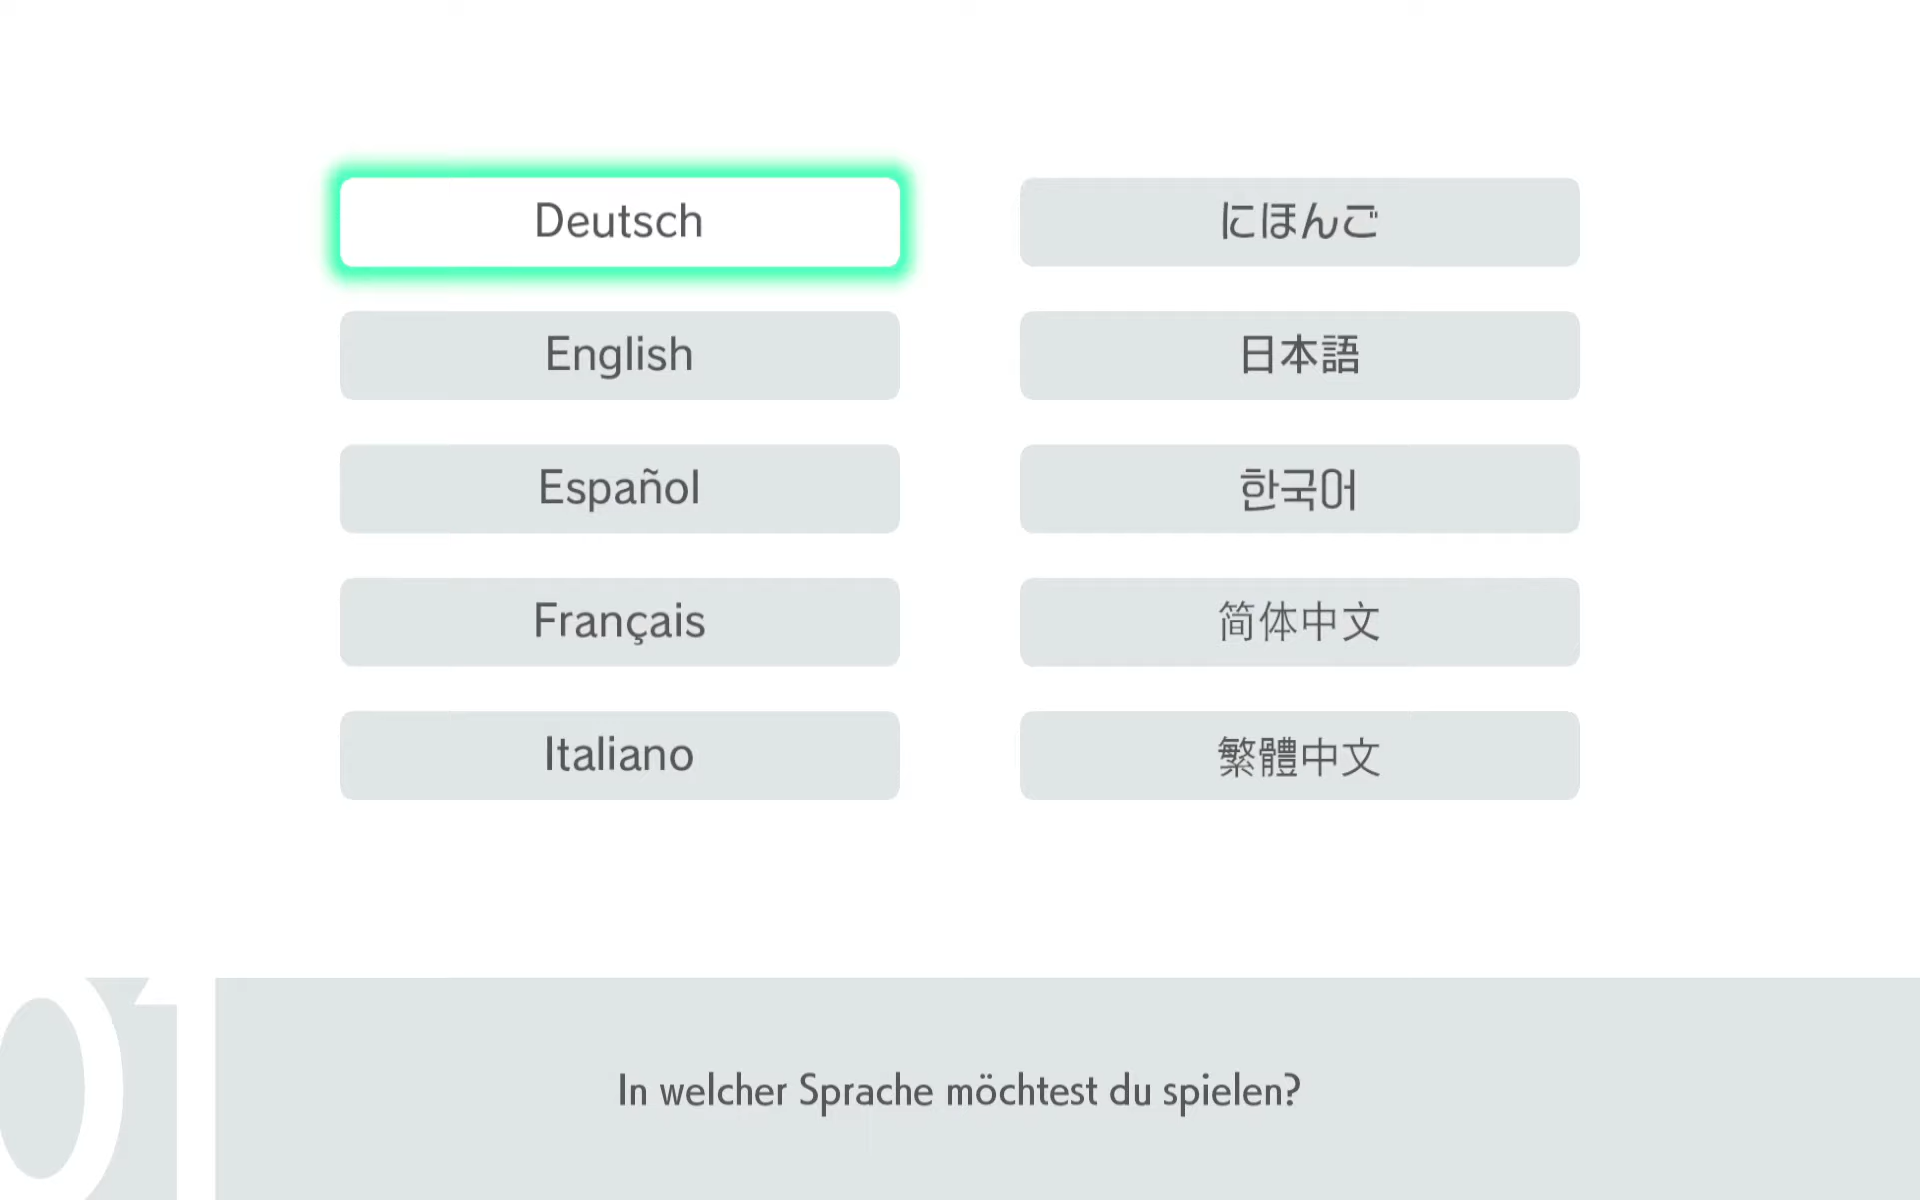 Deutsch
English
Español
Français
Italiano
にほんご
日本語
한국어
简体中文
繁體中文
01
In welcher Sprache möchtest du spielen?